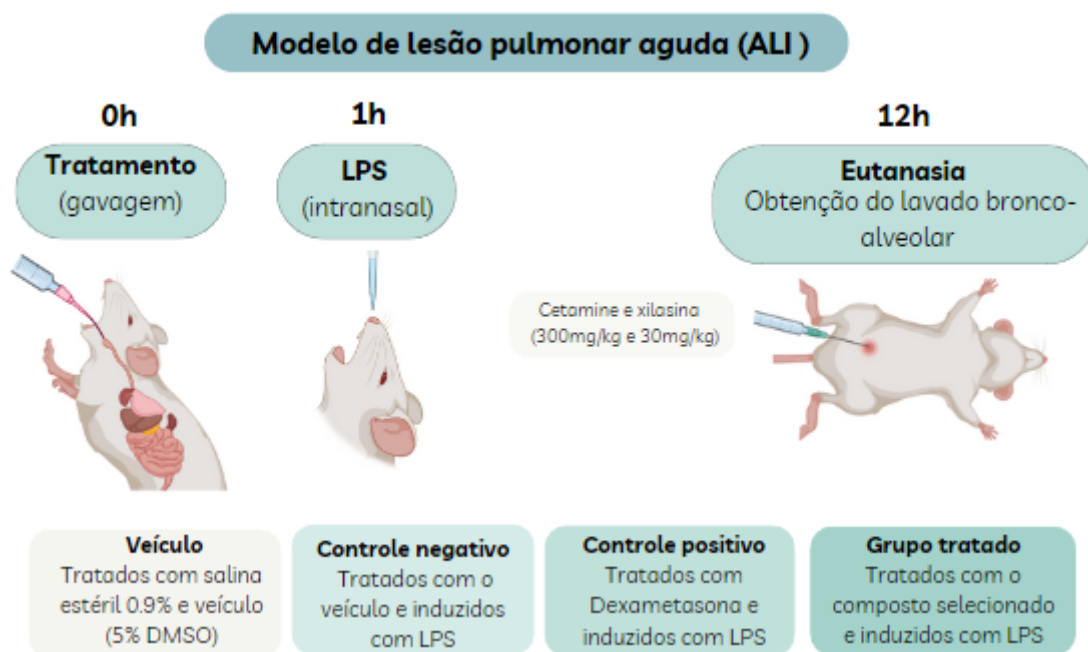 Modelo de lesão pulmonar aguda (ALI )
0h
Tratamento
(gavagem)
1h
LPS
(intranasal)
12h
Eutanasia
Obtenção do lavado bronco-
alveolar
Cetamine e xilasina
(300mg/kg e 30mg/kg)
Veículo
Tratados com salina
estéril 0.9% e veículo
(5% DMSO)
Controle negativo
Tratados com o
veículo e induzidos
com LPS
Controle positivo
Tratados com
Dexametasona e
induzidos com LPS
Grupo tratado
Tratados com o
composto selecionado
e induzidos com LPS